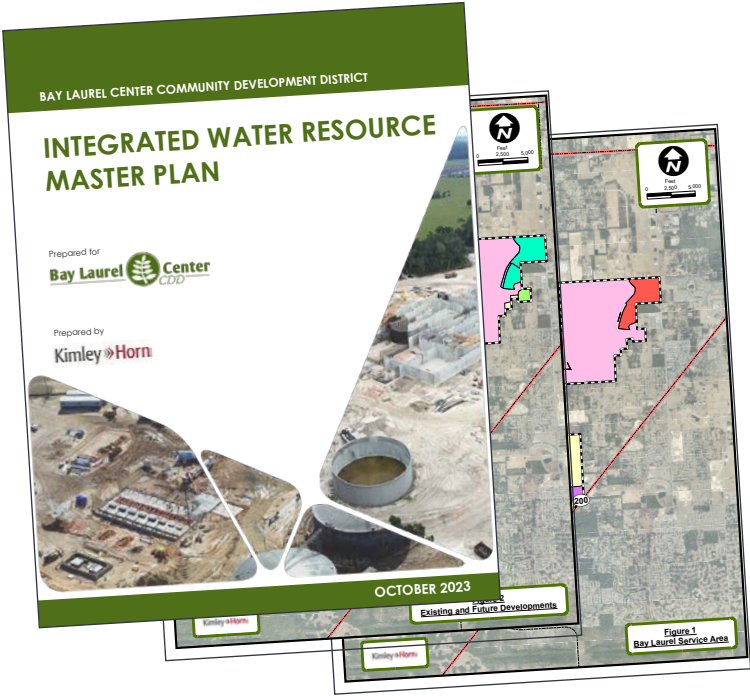 BAY LAUREL CENTER COMMUNITY DEVELOPMENT DISTRICT
INTEGRATED WATER RESOURCE
MASTER PLAN
Prepared for
Bay Laurel Center
CDD
Prepared by
Kimley»Horn
OCTOBER 2023
N
Feet
0 2,500 5,000
Existing and Future Developments
Kimley»Horn
N
Feet
0 2,500 5,000
200
Figure 1
Bay Laurel Service Area
Kimley»Horn